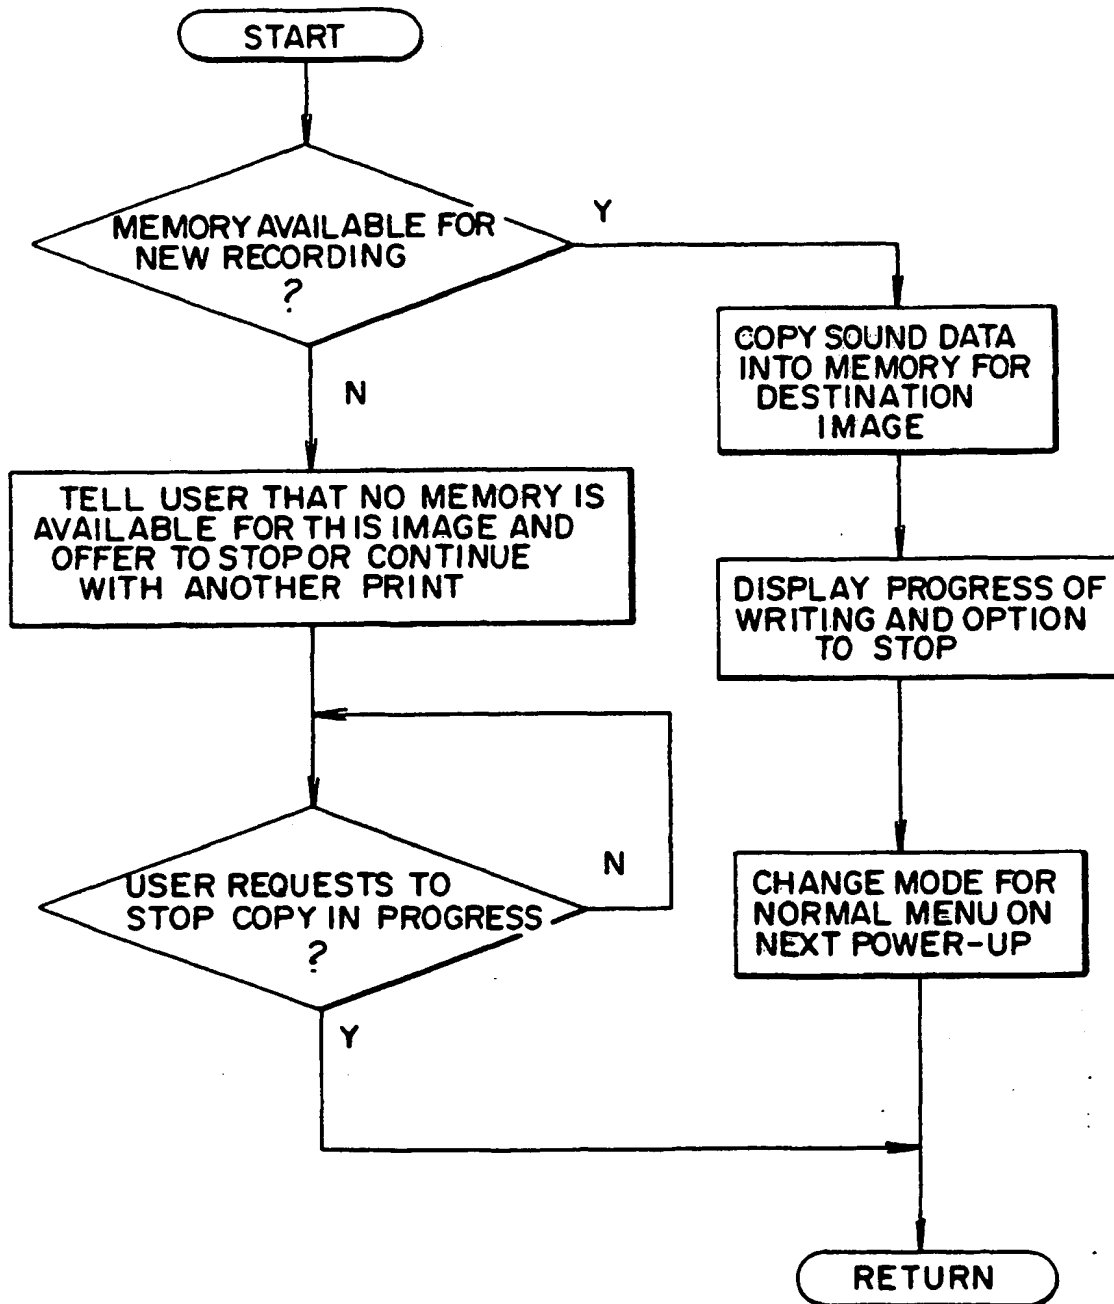 START
MEMORY AVAILABLE FOR
NEW RECORDING
?
Y
N
COPY SOUND DATA
INTO MEMORY FOR
DESTINATION
IMAGE
TELL USER THAT NO MEMORY IS
AVAILABLE FOR THIS IMAGE AND
OFFER TO STOP OR CONTINUE
WITH ANOTHER PRINT
DISPLAY PROGRESS OF
WRITING AND OPTION
TO STOP
USER REQUESTS TO
STOP COPY IN PROGRESS
?
N
Y
CHANGE MODE FOR
NORMAL MENU ON
NEXT POWER-UP
RETURN